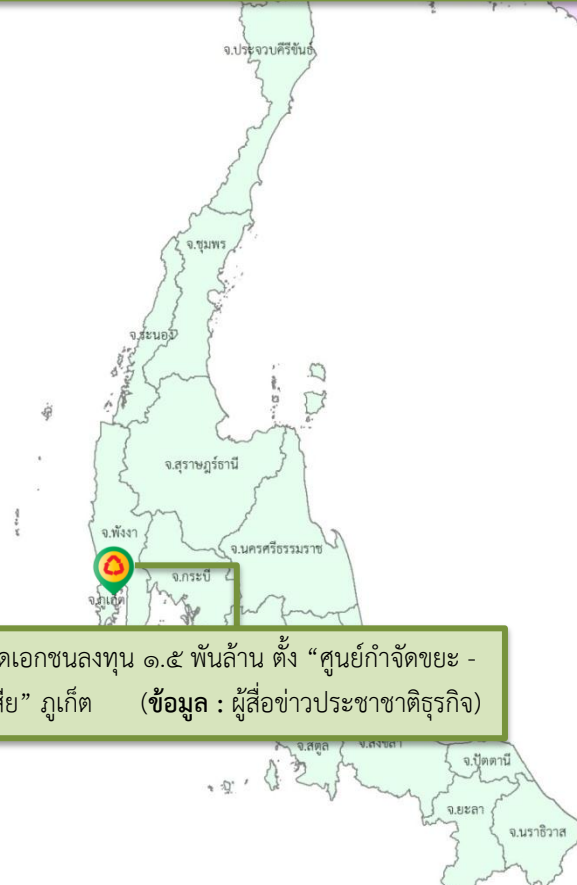 จ.ประจวบคีรีขันธ์
จ.ชุมพร
จ.ระนอง
จ.สุราษฎร์ธานี
จ.พังงา
จ.นครศรีธรรมราช
จ.กระบี่
จ.ภูเก็ต
เอกชนลงทุน ๑.๕ พันล้าน ตั้ง “ศูนย์กำจัดขยะ -
ภูเก็ต (ข้อมูล : ผู้สื่อข่าวประชาชาติธุรกิจ)
จ.สตูล
จ.สงขลา
จ.ปัตตานี
จ.ยะลา
จ.นราธิวาส